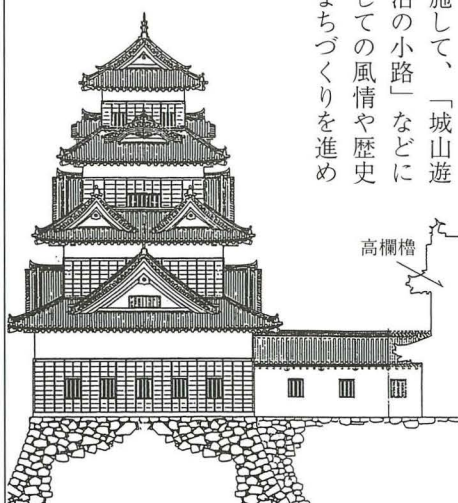 施して、「城山遊
治の小路」などに
しての風情や歴史
まちづくりを進め
高欄櫓